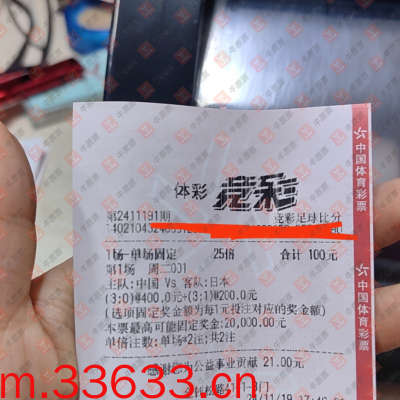 体彩 竞彩
第2411191期 竞彩足球比分
1场-单场固定 25倍 合计 100元
第1场 周二001
主队:中国 Vs 客队:日本
(3:0)@400.0元+(3:1)@200.0元
(选项固定奖金额为每1元投注对应的奖金额)
本票最高可能固定奖金:20,000.00元
单倍注数:单场*2注;共2注
感谢您为公益事业贡献 21.00元
中国体育彩票
中国体育彩票
m.33633.cn